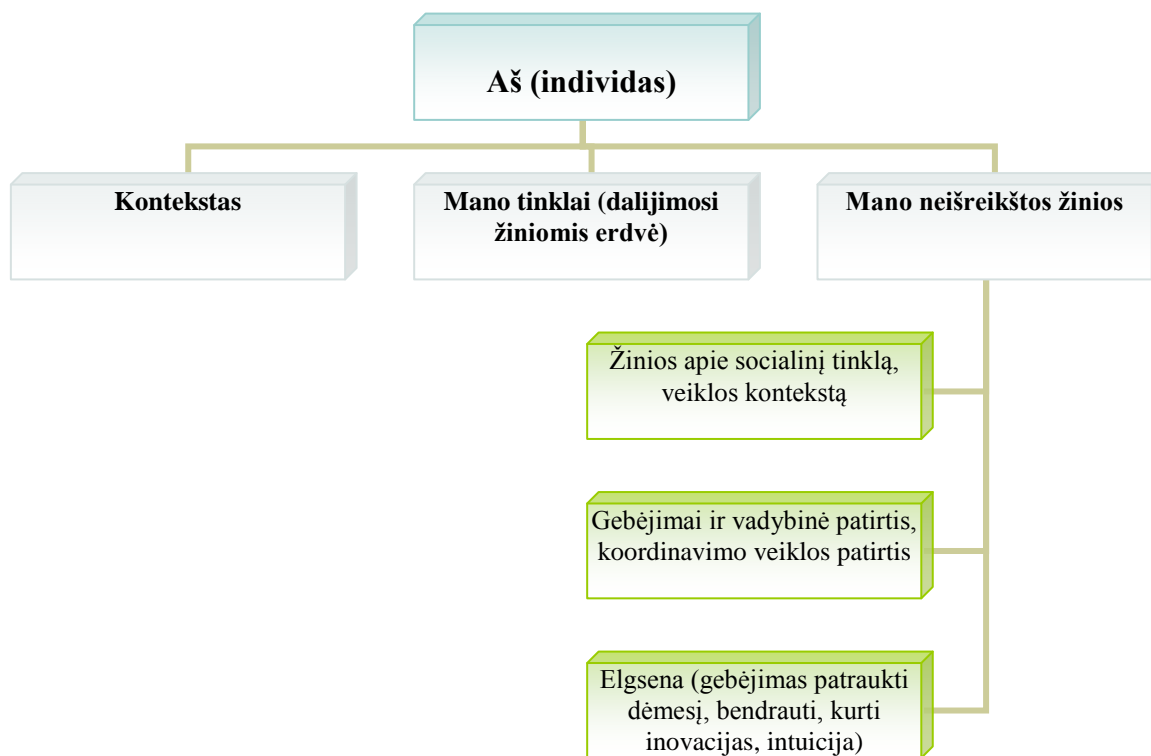 Aš (individas)
Kontekstas
Mano tinklai (dalijimosi
žiniomis erdvė)
Mano neišreikštos žinios
Žinios apie socialinį tinklą,
veiklos kontekstą
Gebėjimai ir vadybinė patirtis,
koordinavimo veiklos patirtis
Elgsena (gebėjimas patraukti
dėmesį, bendrauti, kurti
inovacijas, intuicija)